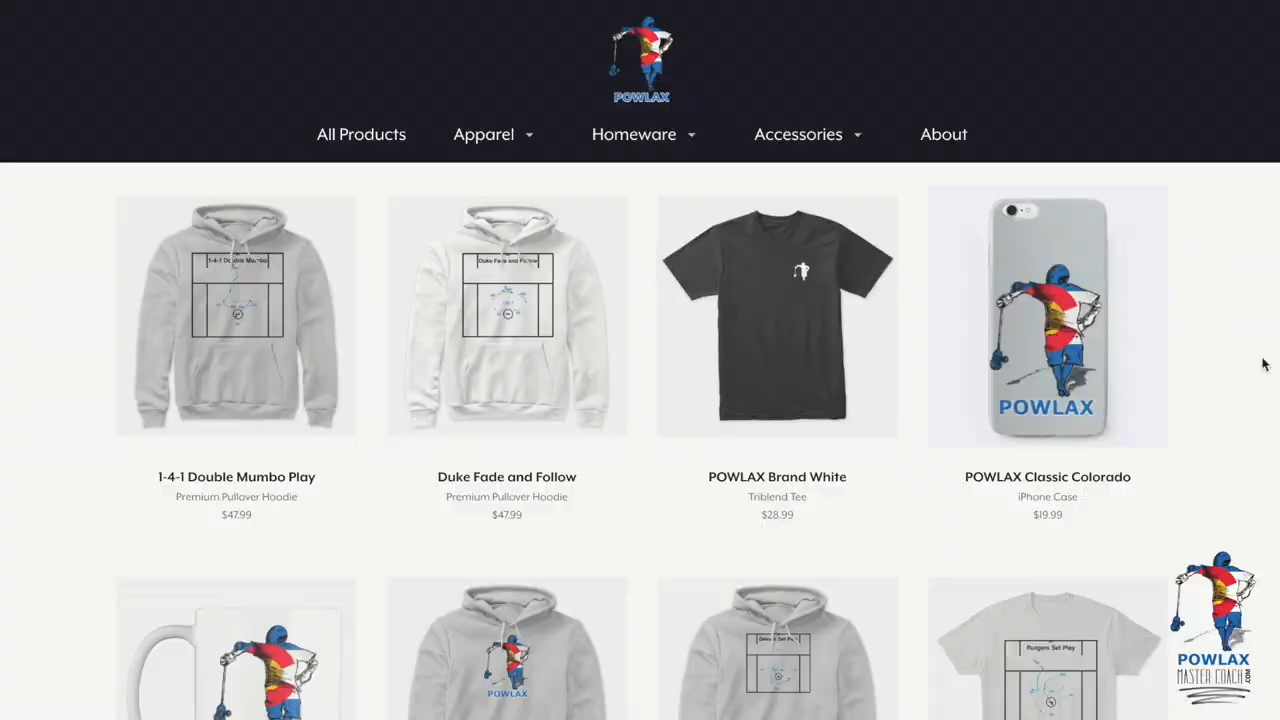 POWLAX
All Products
Apparel
Homeware
Accessories
About
1-4-1 Double Mumbo
Duke Fade and Follow
POWLAX
1-4-1 Double Mumbo Play
Premium Pullover Hoodie
$47.99
Duke Fade and Follow
Premium Pullover Hoodie
$47.99
POWLAX Brand White
Triblend Tee
$28.99
POWLAX Classic Colorado
iPhone Case
$19.99
POWLAX
Denver Set Play
Rutgers Set Play
POWLAX
MASTER COACH.COM